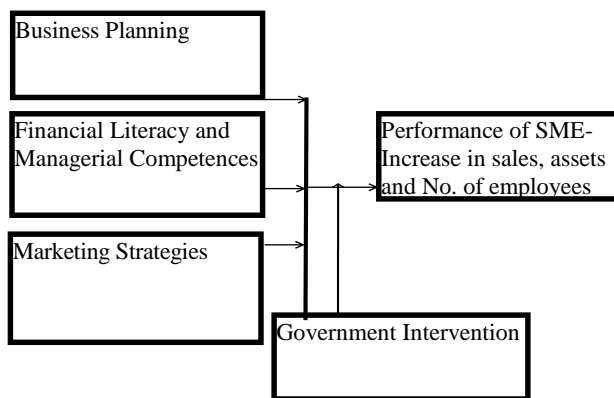 Business Planning
Financial Literacy and
Managerial Competences
Marketing Strategies
Performance of SME-
Increase in sales, assets
and No. of employees
Government Intervention